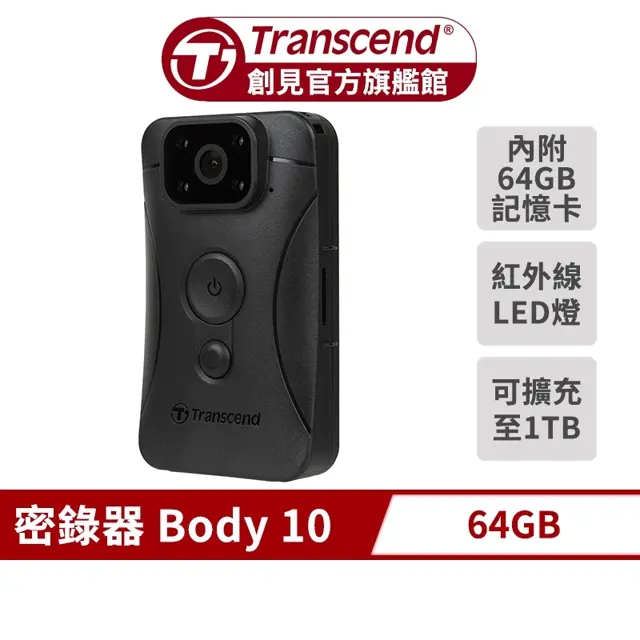 Transcend®
創見官方旗艦館
內附
64GB
記憶卡
紅外線
LED燈
可擴充
至1TB
Transcend
密錄器 Body 10
64GB